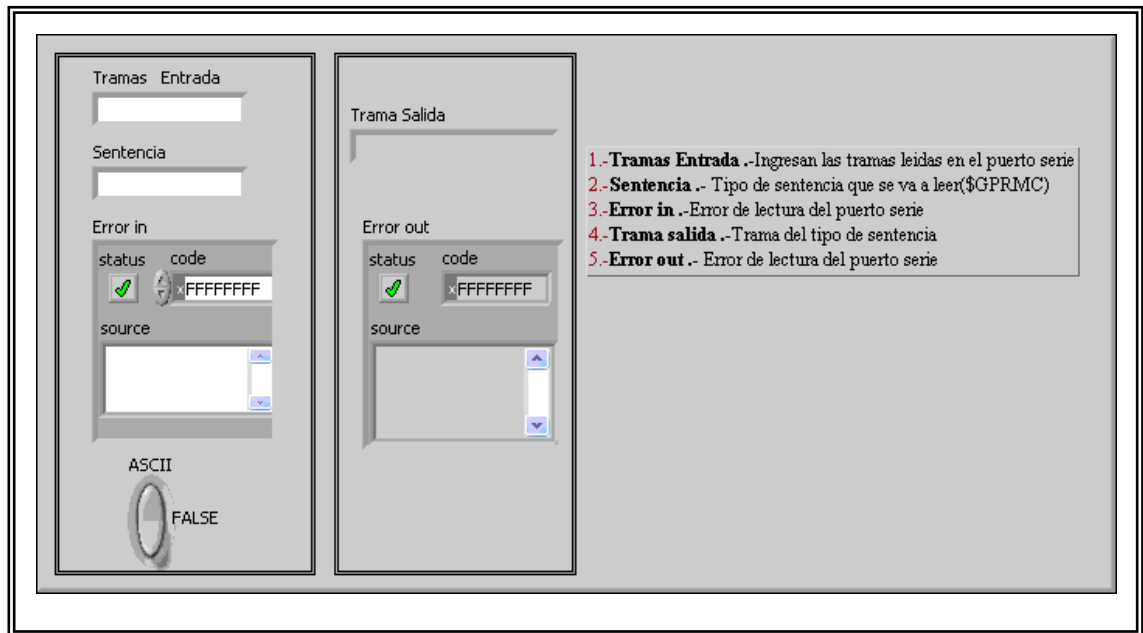 Tramas Entrada
Sentencia
Error in
status code
xFFFFFFFF
source
ASCII
FALSE
Trama Salida
Error out
status code
xFFFFFFFF
source
1.-Tramas Entrada .-Ingresan las tramas leidas en el puerto serie
2.-Sentencia .- Tipo de sentencia que se va a leer($GPRMC)
3.-Error in .-Error de lectura del puerto serie
4.-Trama salida .-Trama del tipo de sentencia
5.-Error out .- Error de lectura del puerto serie